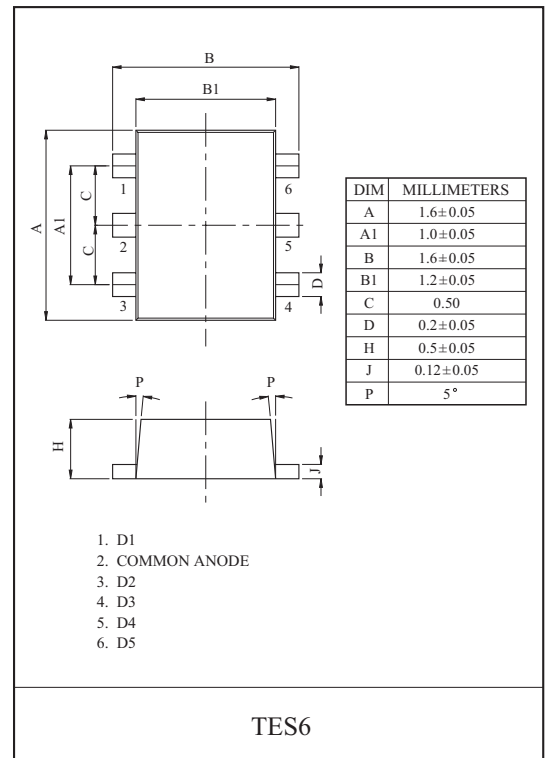 B
B1
A
A1
C
C
D
1
2
3
6
5
4
P
P
H
J
DIM MILLIMETERS
A 1.6±0.05
A1 1.0±0.05
B 1.6±0.05
B1 1.2±0.05
C 0.50
D 0.2±0.05
H 0.5±0.05
J 0.12±0.05
P 5°
1. D1
2. COMMON ANODE
3. D2
4. D3
5. D4
6. D5
TES6